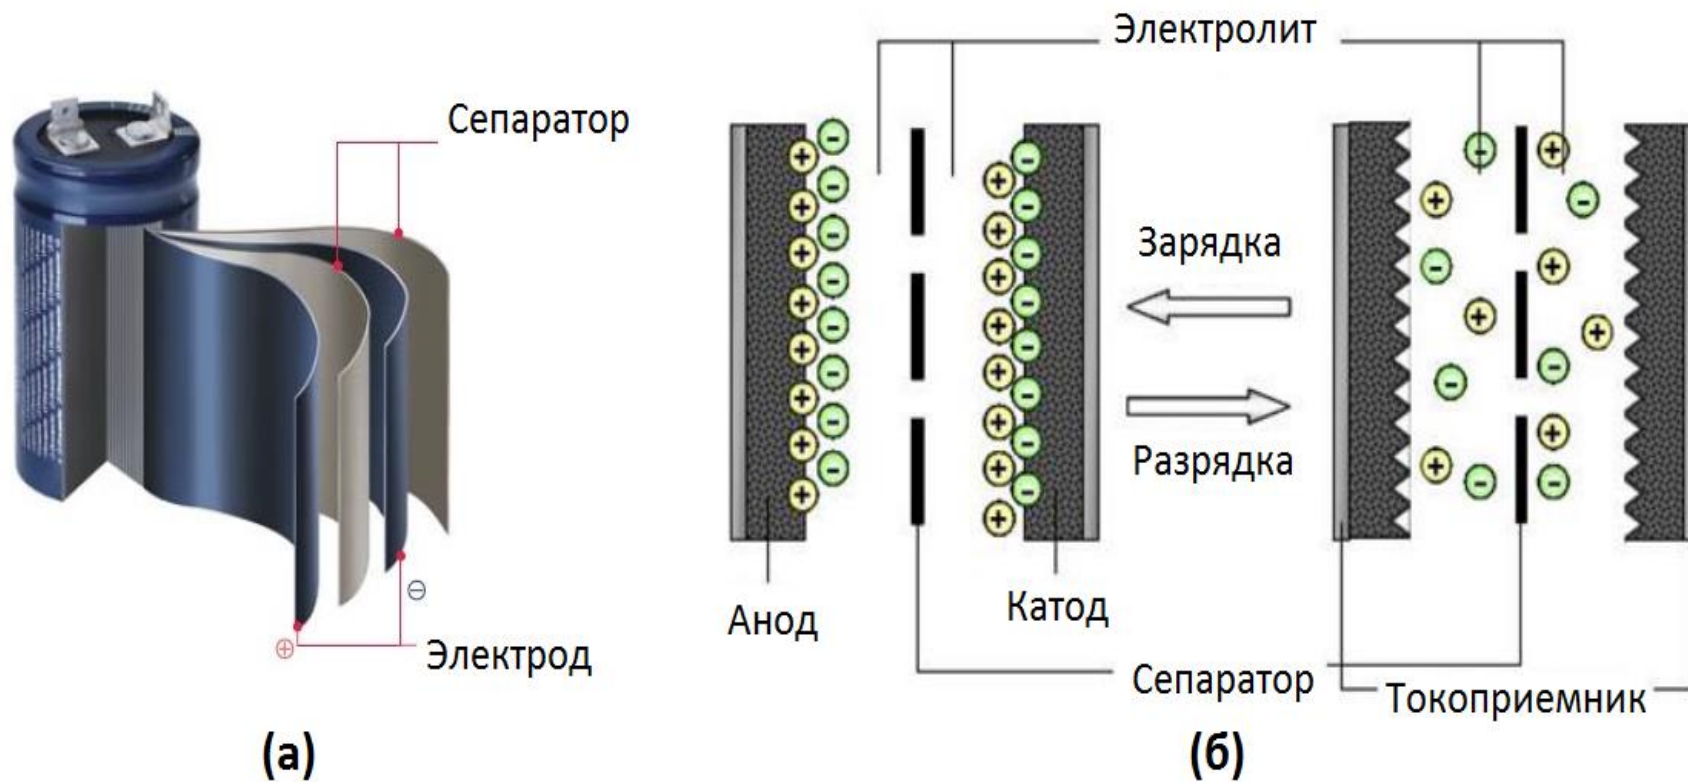 Сепаратор
Электрод
(а)
Электролит
Зарядка
Разрядка
Анод
Катод
Сепаратор
Токоприемник
(б)